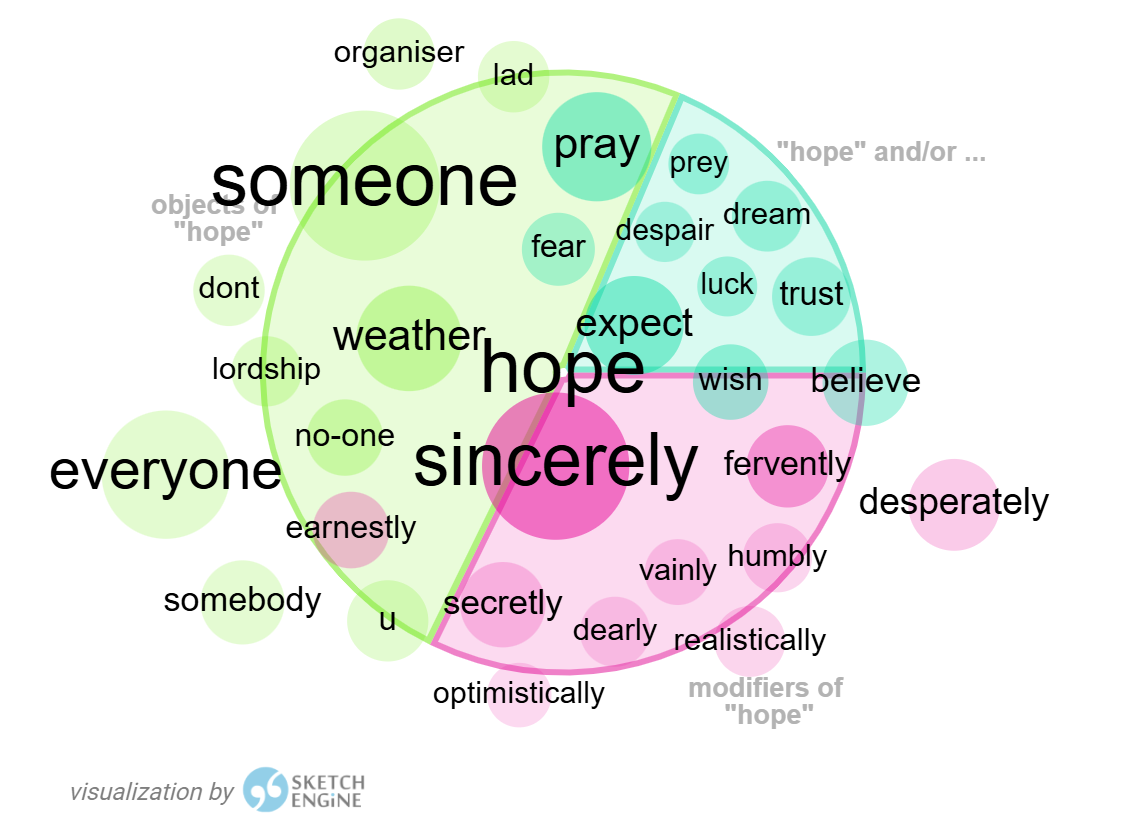 organiser
lad
pray
prey
"hope" and/or ...
someone
objects of
"hope"
dream
despair
fear
dont
luck
trust
expect
weather
hope
lordship
wish
believe
no-one
sincerely
fervently
everyone
desperately
earnestly
vainly
humbly
somebody
u
secretly
dearly
realistically
optimistically
modifiers of
"hope"
visualization by
SKETCH
ENGINE